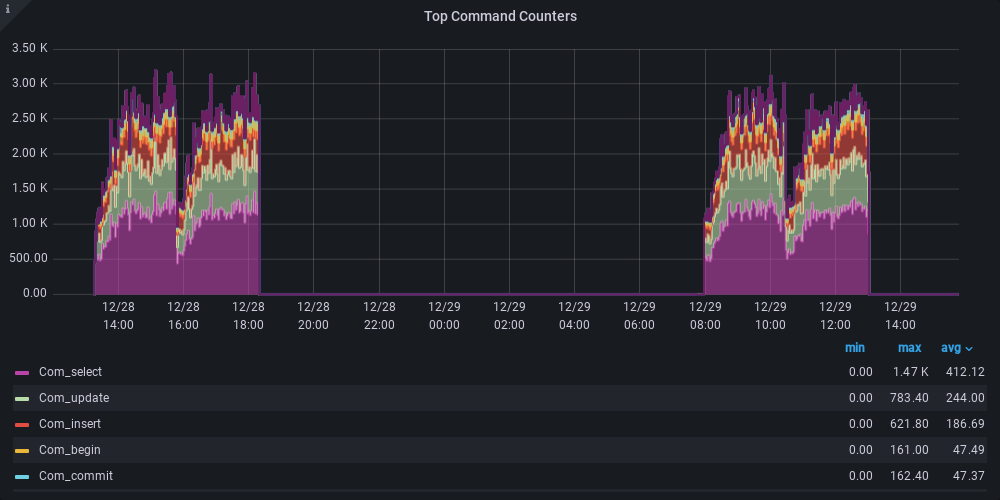 i
Top Command Counters
3.50 K
3.00 K
2.50 K
2.00 K
1.50 K
1.00 K
500.00
0.00
12/28 12/28 12/28 12/28 12/28 12/29 12/29 12/29 12/29 12/29 12/29 12/29 12/29
14:00 16:00 18:00 20:00 22:00 00:00 02:00 04:00 06:00 08:00 10:00 12:00 14:00
min max avg
Com_select 0.00 1.47 K 412.12
Com_update 0.00 783.40 244.00
Com_insert 0.00 621.80 186.69
Com_begin 0.00 161.00 47.49
Com_commit 0.00 162.40 47.37